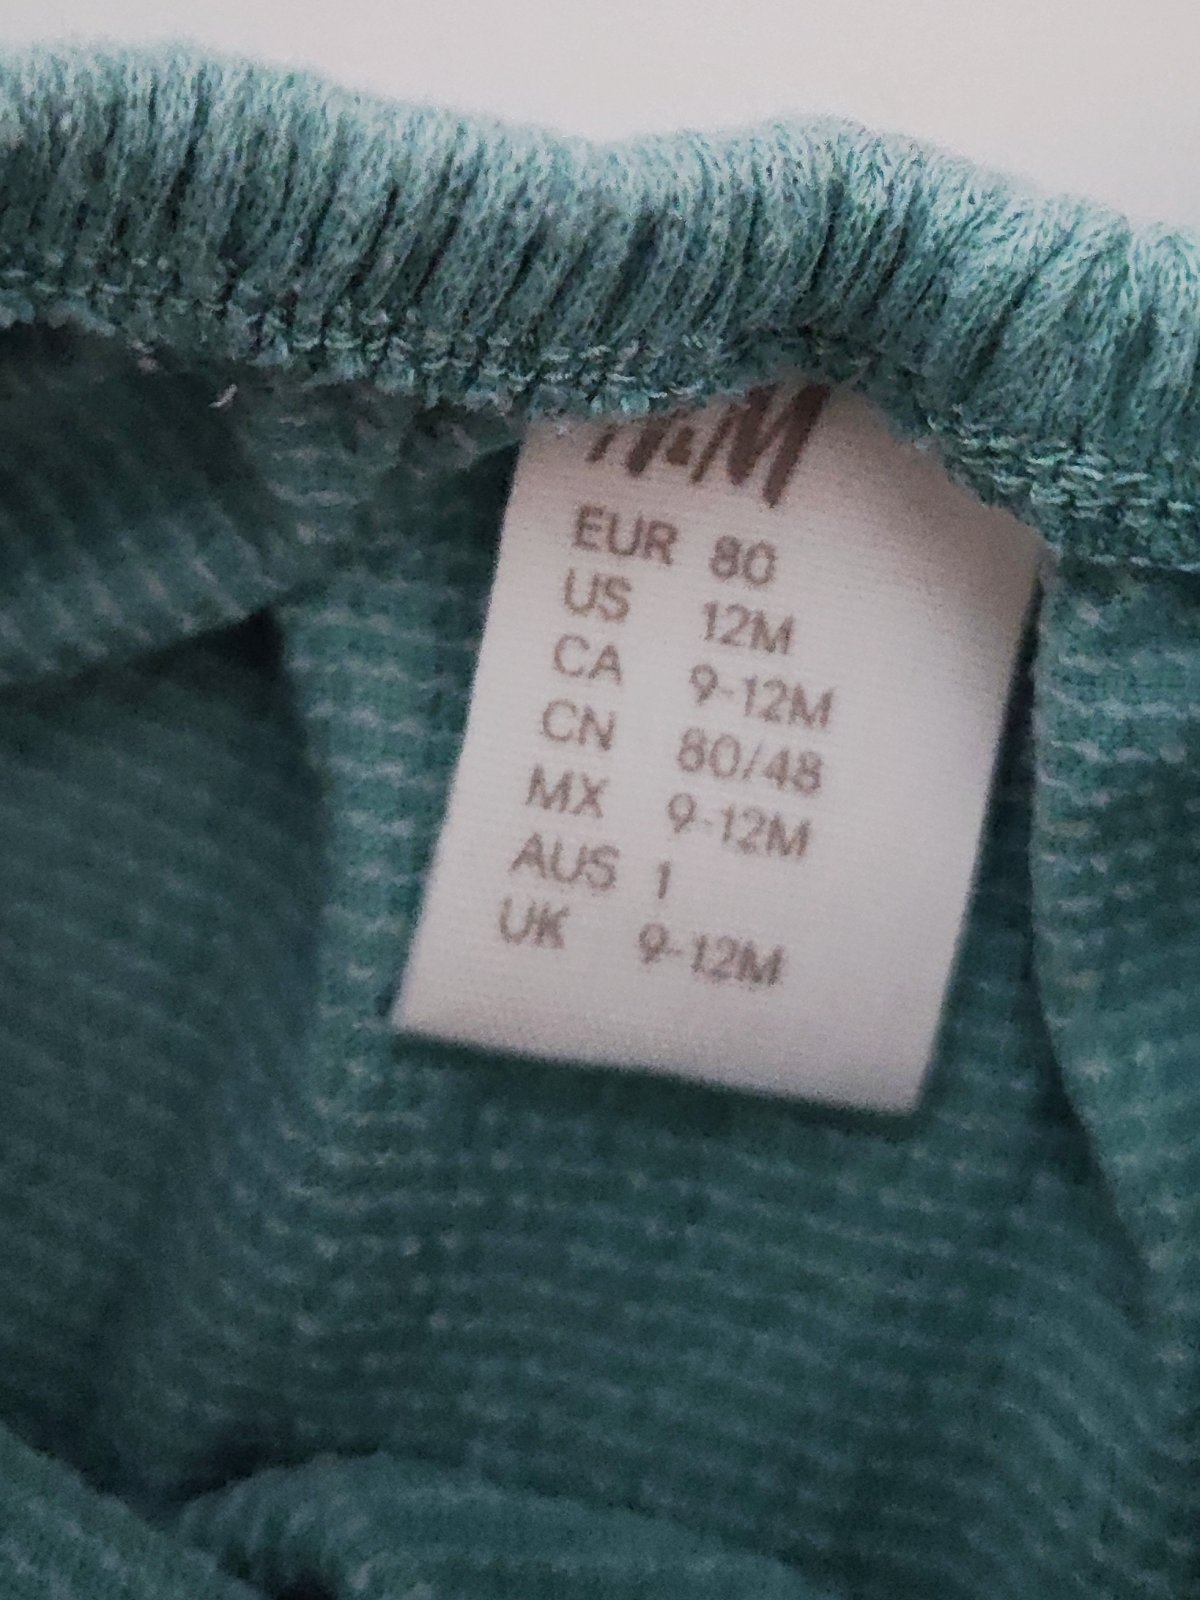 H&M
EUR 80
US 12M
CA 9-12M
CN 80/48
MX 9-12M
AUS 1
UK 9-12M